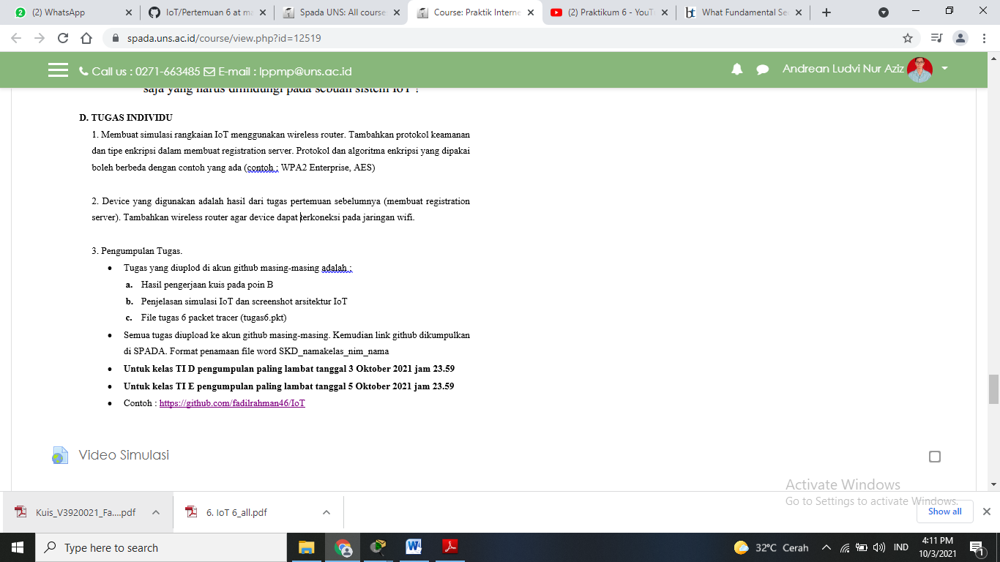 (2) WhatsApp
IoT/Pertemuan 6 at ma
Spada UNS: All course
Course: Praktik Interne
(2) Praktikum 6 - YouT
What Fundamental Se
spada.uns.ac.id/course/view.php?id=12519
Call us : 0271-663485 E-mail : lppmp@uns.ac.id
Andrean Ludvi Nur Aziz
saja yang harus dilindungi pada sebuah sistem IoT ?
D. TUGAS INDIVIDU
1. Membuat simulasi rangkaian IoT menggunakan wireless router. Tambahkan protokol keamanan
dan tipe enkripsi dalam membuat registration server. Protokol dan algoritma enkripsi yang dipakai
boleh berbeda dengan contoh yang ada (contoh : WPA2 Enterprise, AES)
2. Device yang digunakan adalah hasil dari tugas pertemuan sebelumnya (membuat registration
server). Tambahkan wireless router agar device dapat terkoneksi pada jaringan wifi.
3. Pengumpulan Tugas.
• Tugas yang diuplod di akun github masing-masing adalah :
a. Hasil pengerjaan kuis pada poin B
b. Penjelasan simulasi IoT dan screenshot arsitektur IoT
c. File tugas 6 packet tracer (tugas6.pkt)
• Semua tugas diupload ke akun github masing-masing. Kemudian link github dikumpulkan
di SPADA. Format penamaan file word SKD_namakelas_nim_nama
• Untuk kelas TI D pengumpulan paling lambat tanggal 3 Oktober 2021 jam 23.59
• Untuk kelas TI E pengumpulan paling lambat tanggal 5 Oktober 2021 jam 23.59
• Contoh : https://github.com/fadilrahman46/IoT
Video Simulasi
Activate Windows
Go to Settings to activate Windows.
Kuis_V3920021_Fa....pdf
6. IoT 6_all.pdf
Show all
Type here to search
32°C Cerah
IND
4:11 PM
10/3/2021
1